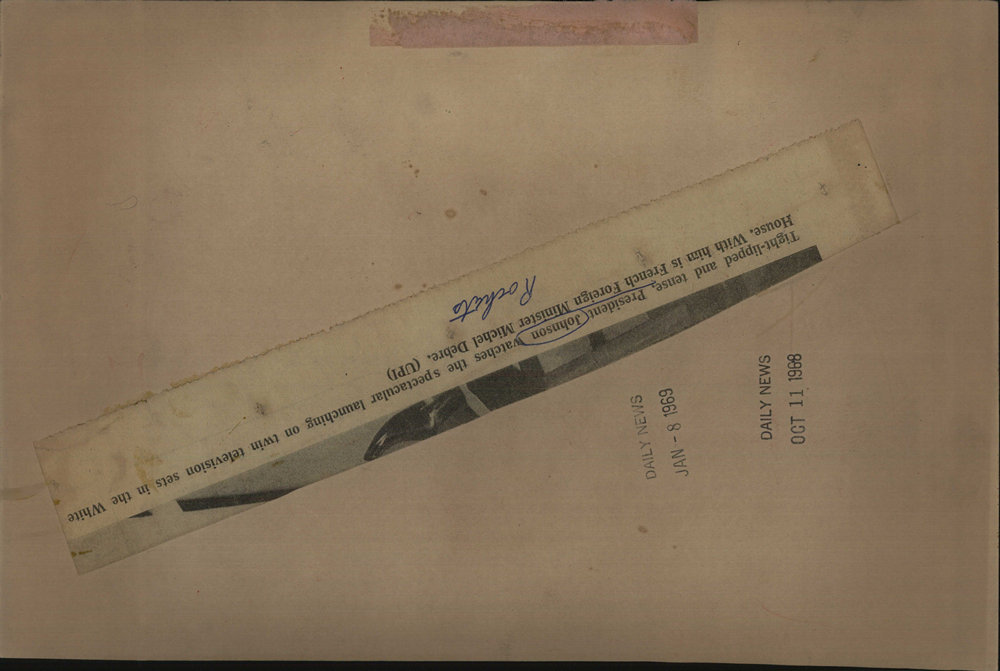 Tight-lipped and tense, President Johnson watches the spectacular launching on twin television sets in the White
House. With him is French Foreign Minister Michel Debre. (UPI)
Rockets
DAILY NEWS
JAN - 8 1969
DAILY NEWS
OCT 11 1968